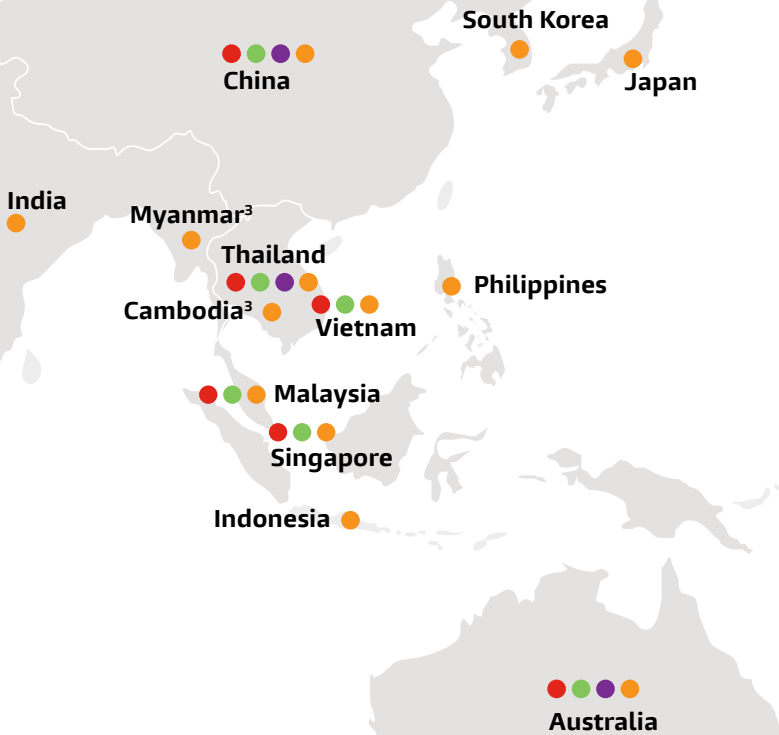 South Korea
China
Japan
India
Myanmar³
Thailand
Philippines
Cambodia³
Vietnam
Malaysia
Singapore
Indonesia
Australia